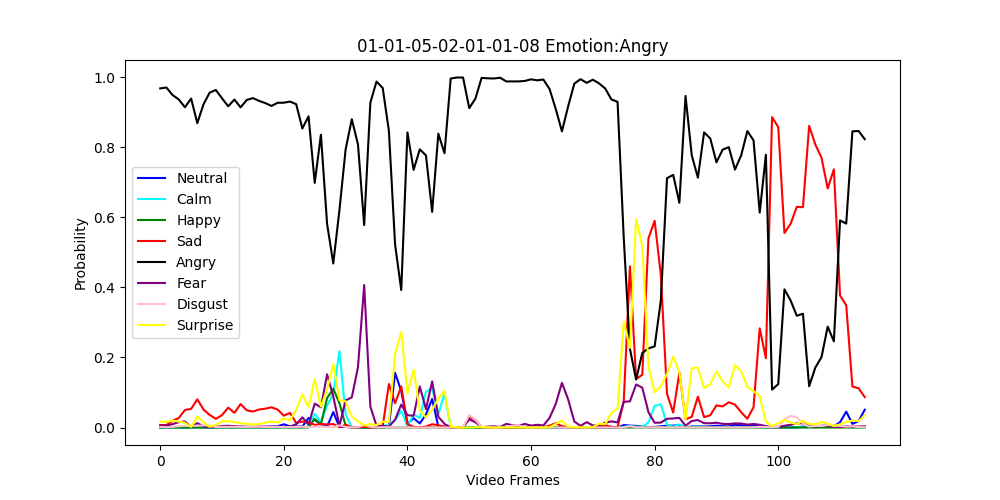 01-01-05-02-01-01-08 Emotion:Angry
1.0
0.8
0.6
0.4
0.2
0.0
Probability
Neutral
Calm
Happy
Sad
Angry
Fear
Disgust
Surprise
0 20 40 60 80 100
Video Frames